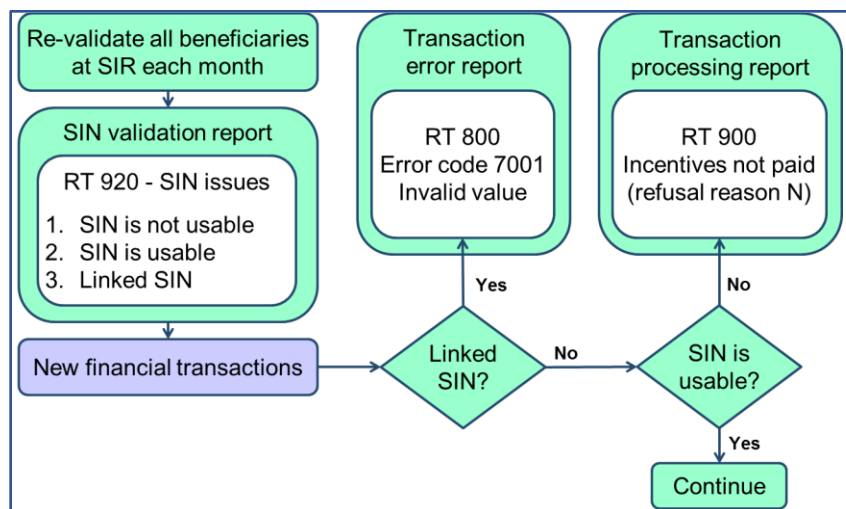 Re-validate all beneficiaries
at SIR each month
SIN validation report
RT 920 - SIN issues
1. SIN is not usable
2. SIN is usable
3. Linked SIN
New financial transactions
Transaction
error report
RT 800
Error code 7001
Invalid value
Yes
Linked
SIN?
No
Transaction
processing report
RT 900
Incentives not paid
(refusal reason N)
No
SIN is
usable?
Yes
Continue